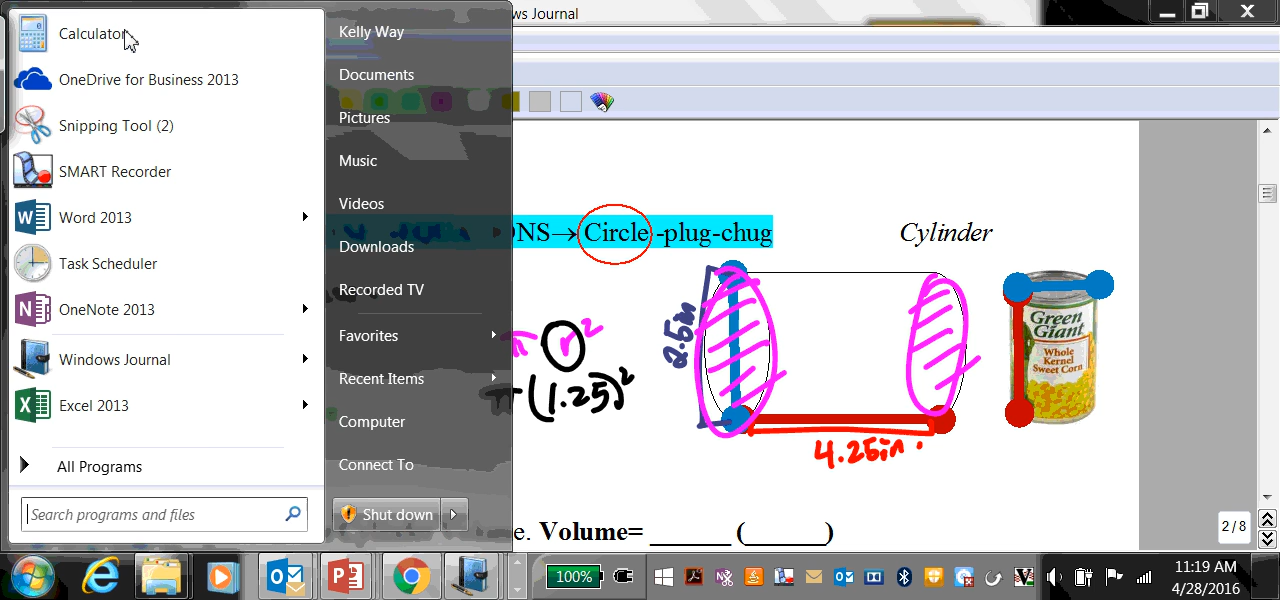 ws Journal
Calculator
OneDrive for Business 2013
Snipping Tool (2)
SMART Recorder
Word 2013
Task Scheduler
OneNote 2013
Windows Journal
Excel 2013
All Programs
Search programs and files
Kelly Way
Documents
Pictures
Music
Videos
Downloads
Recorded TV
Favorites
Recent Items
Computer
Connect To
Shut down
ONS→ Circle -plug-chug
Cylinder
π r²
π(1.25)²
2.5in
4.25in.
Green
Giant
Whole
Kernel
Sweet Corn
e. Volume= ______ (______)
2 / 8
100%
11:19 AM
4/28/2016